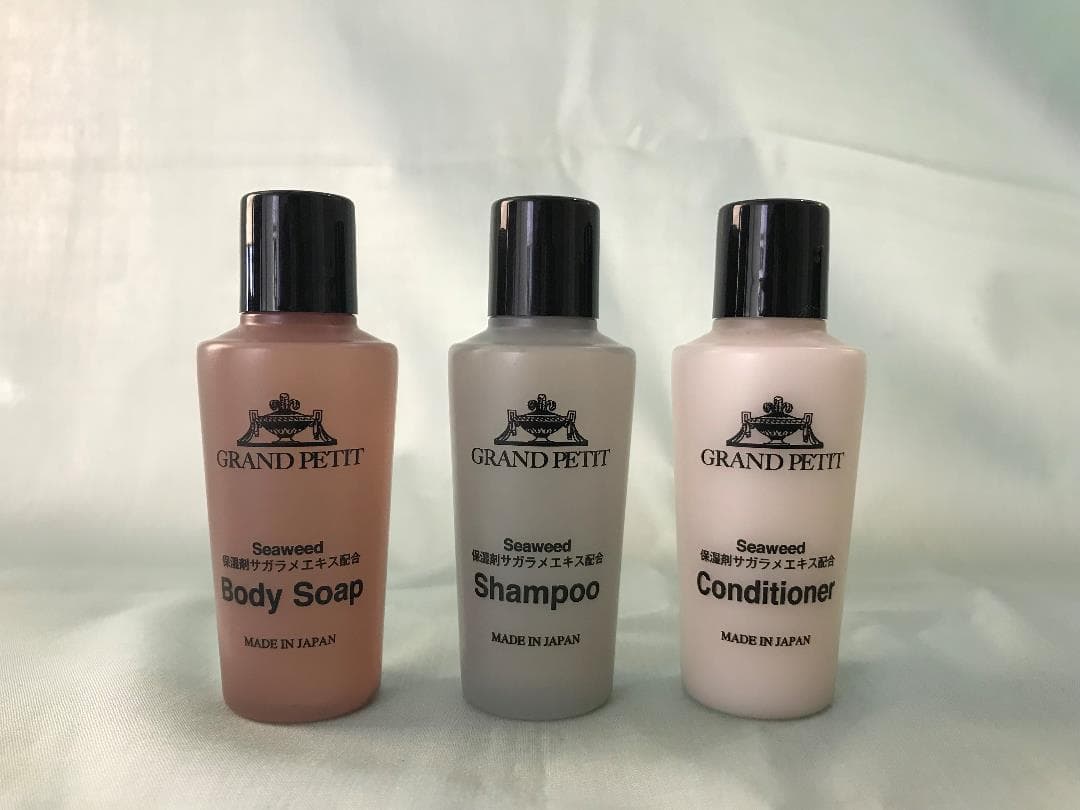 GRAND PETIT
Seaweed
保湿剤サガラメエキス配合
Body Soap
MADE IN JAPAN
GRAND PETIT
Seaweed
保湿剤サガラメエキス配合
Shampoo
MADE IN JAPAN
GRAND PETIT
Seaweed
保湿剤サガラメエキス配合
Conditioner
MADE IN JAPAN